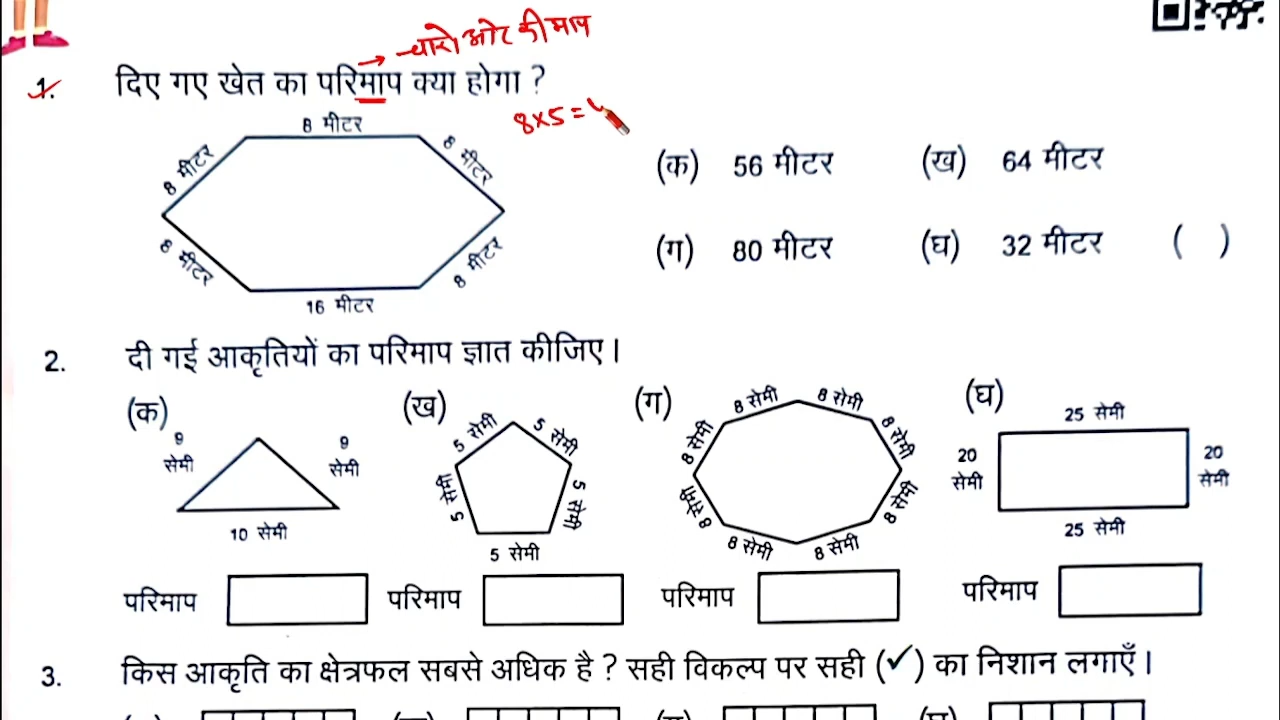 → चारो ओर की माप
1. दिए गए खेत का परिमाप क्या होगा ?
8 × 5 =
8 मीटर
8 मीटर
8 मीटर
8 मीटर
8 मीटर
16 मीटर
(क) 56 मीटर (ख) 64 मीटर
(ग) 80 मीटर (घ) 32 मीटर ( )
2. दी गई आकृतियों का परिमाप ज्ञात कीजिए।
(क) 9 सेमी 9 सेमी 10 सेमी
(ख) 5 सेमी 5 सेमी 5 सेमी 5 सेमी 5 सेमी
(ग) 8 सेमी 8 सेमी 8 सेमी 8 सेमी 8 सेमी 8 सेमी 8 सेमी 8 सेमी
(घ) 25 सेमी 20 सेमी 20 सेमी 25 सेमी
परिमाप परिमाप परिमाप परिमाप
3. किस आकृति का क्षेत्रफल सबसे अधिक है ? सही विकल्प पर सही (✓) का निशान लगाएँ।